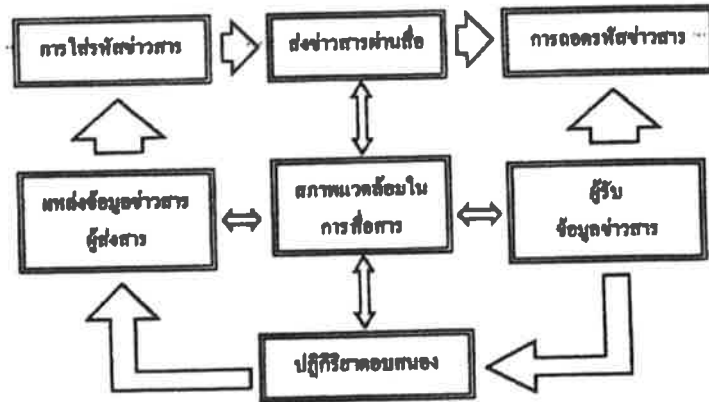 การใส่รหัสข่าวสาร
ส่งข่าวสารผ่านสื่อ
การถอดรหัสข่าวสาร
แหล่งข้อมูลข่าวสาร
ผู้ส่งสาร
สภาพแวดล้อมใน
การสื่อสาร
ผู้รับ
ข้อมูลข่าวสาร
ปฏิกิริยาตอบสนอง